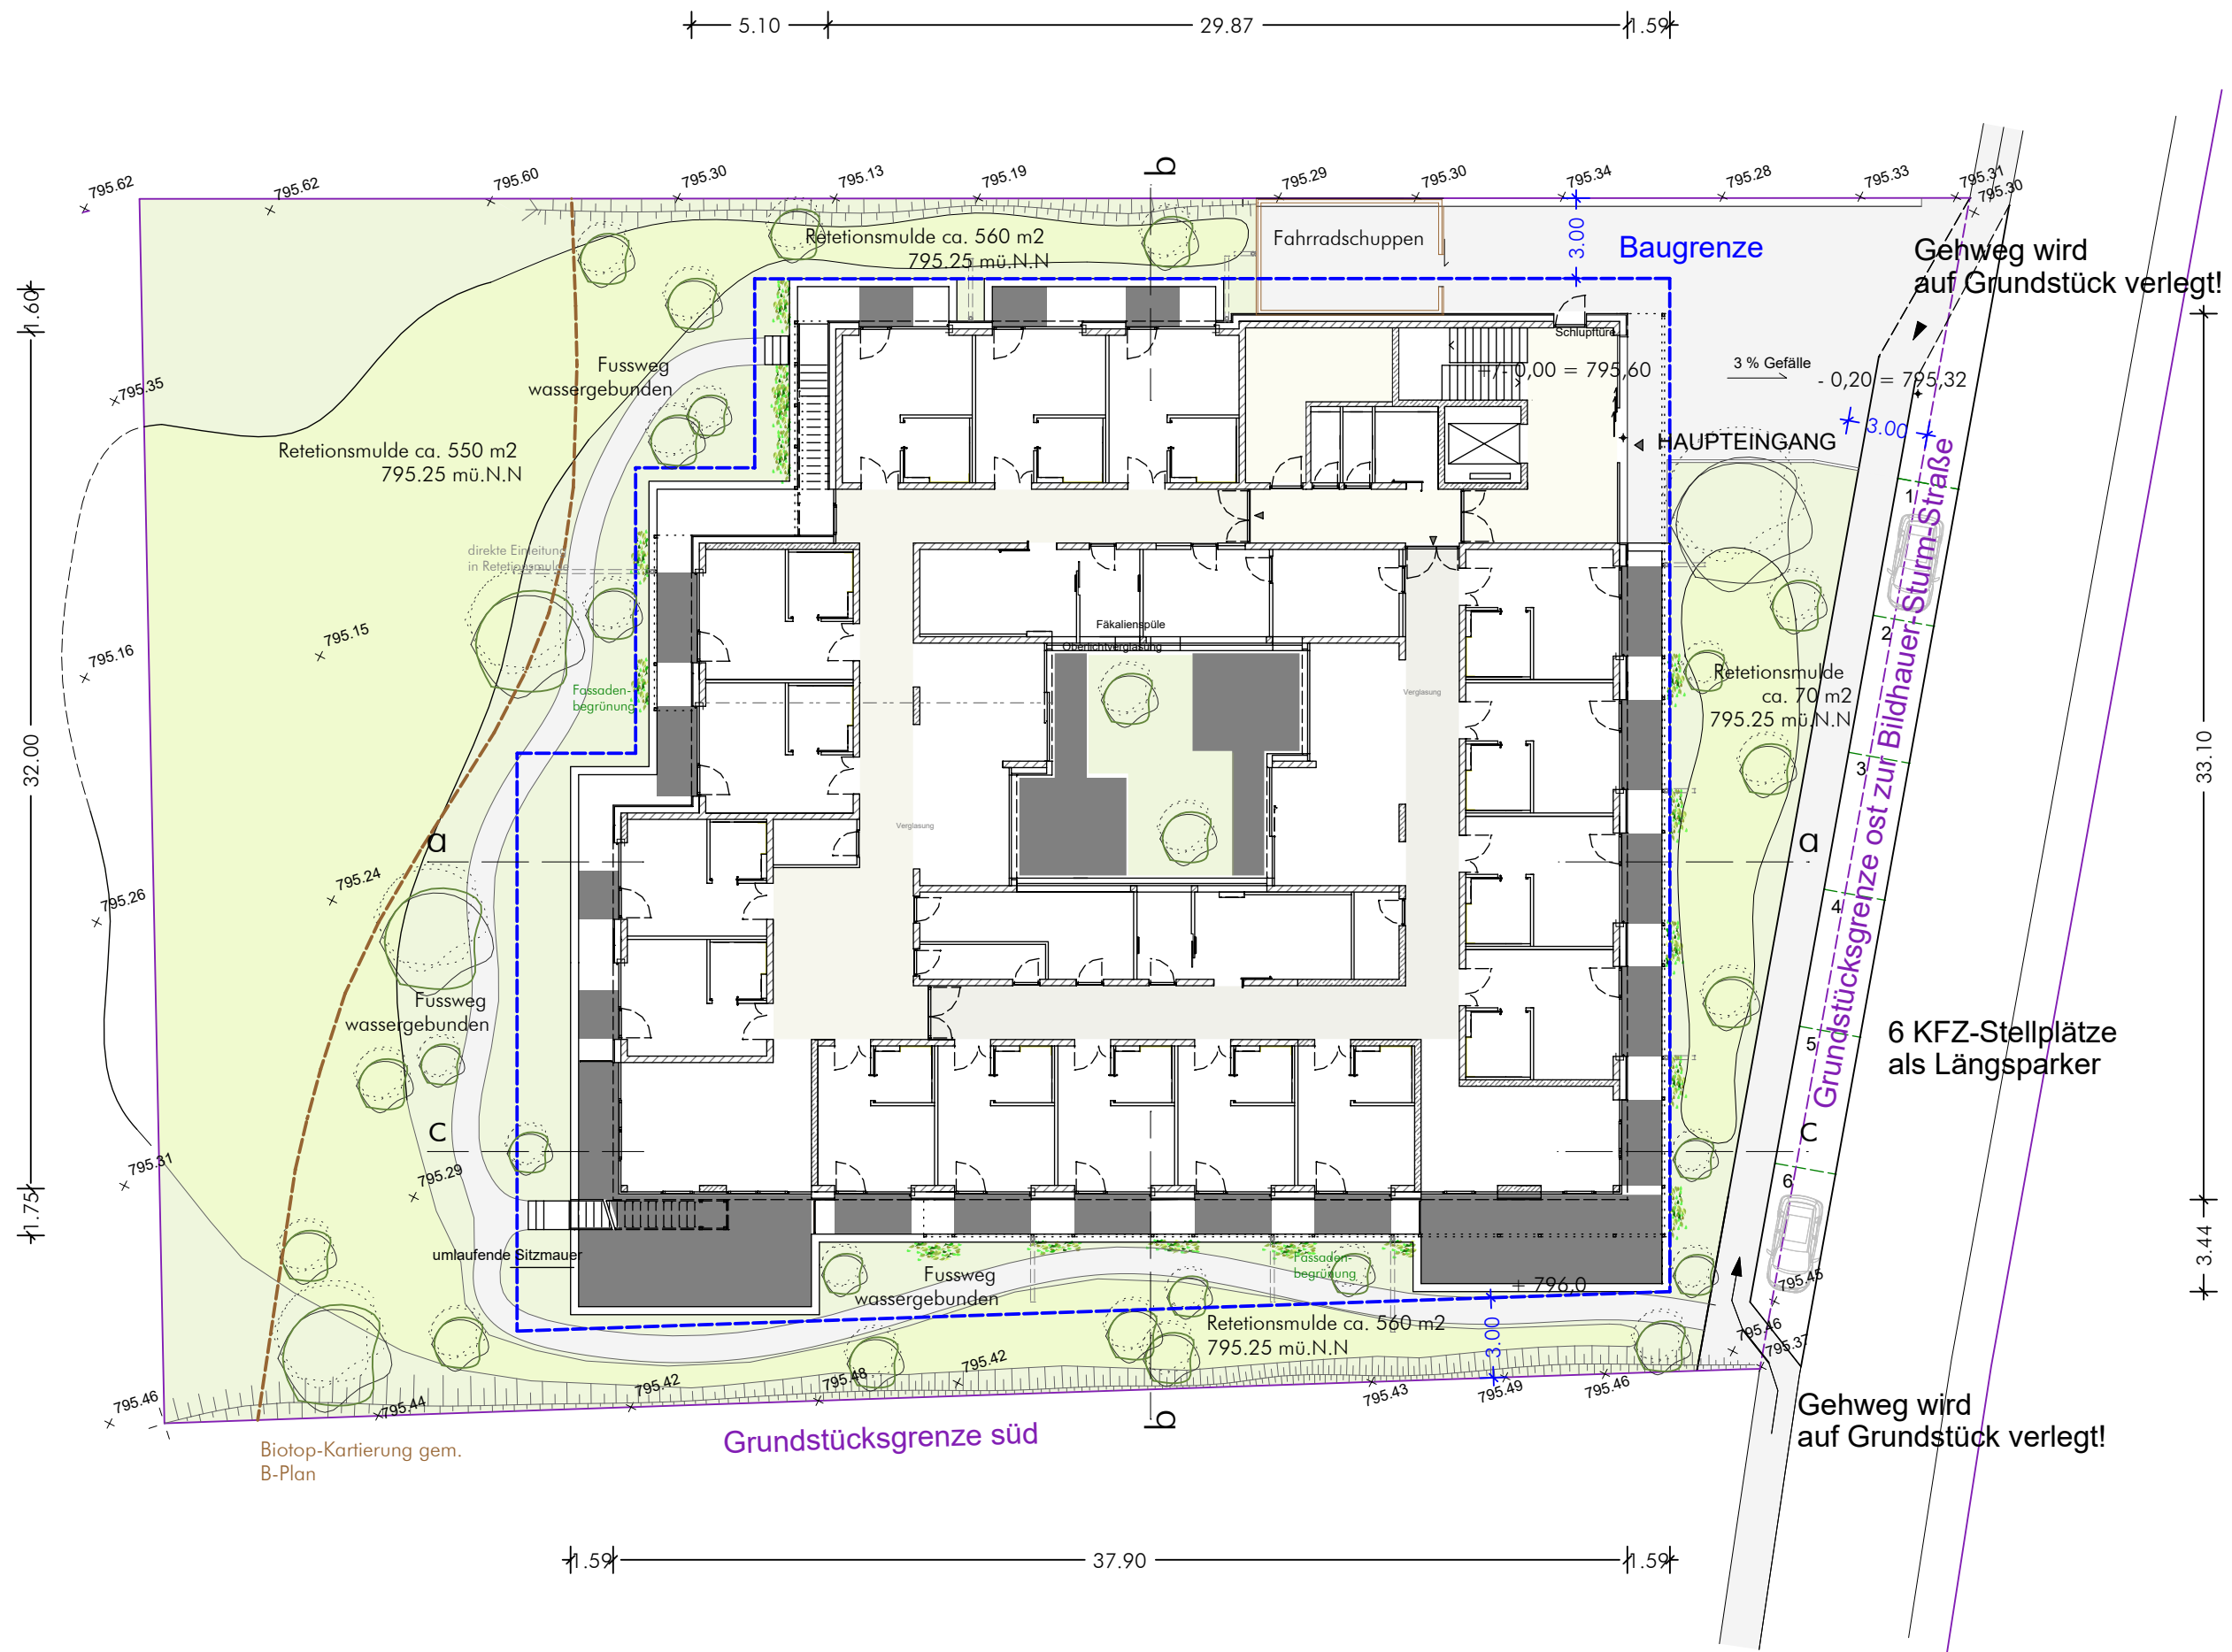 5.10
29.87
1.59
b
795.62
795.62
795.60
795.30
795.13
795.19
795.29
795.30
795.34
795.28
795.33
795.31
795.30
Retetionsmulde ca. 560 m2
795.25 mü.N.N
Fahrradschuppen
3.00
Baugrenze
Gehweg wird
auf Grundstück verlegt!
1.60
Schlupftüre
Fussweg
wassergebunden
+/- 0,00 = 795,60
3 % Gefälle
- 0,20 = 795,32
795.35
3.00
HAUPTEINGANG
Retetionsmulde ca. 550 m2
795.25 mü.N.N
1
direkte Einleitung
in Retetionsmulde
Fäkalienspüle
2
795.15
795.16
Oberlichtverglasung
Fassaden-
begrünung
Verglasung
Retetionsmulde
ca. 70 m2
795.25 mü.N.N
32.00
33.10
3
Grundstücksgrenze ost zur Bildhauer-Sturm-Straße
Verglasung
a
a
795.24
795.26
4
Fussweg
wassergebunden
5
6 KFZ-Stellplätze
als Längsparker
c
c
795.31
795.29
6
1.75
umlaufende Sitzmauer
Fassaden-
begrünung
3.44
Fussweg
wassergebunden
+ 796,0
795.45
Retetionsmulde ca. 560 m2
795.25 mü.N.N
3.00
795.46
795.37
795.42
795.48
795.42
795.43
795.49
795.46
795.46
795.44
b
Gehweg wird
auf Grundstück verlegt!
Grundstücksgrenze süd
Biotop-Kartierung gem.
B-Plan
1.59
37.90
1.59